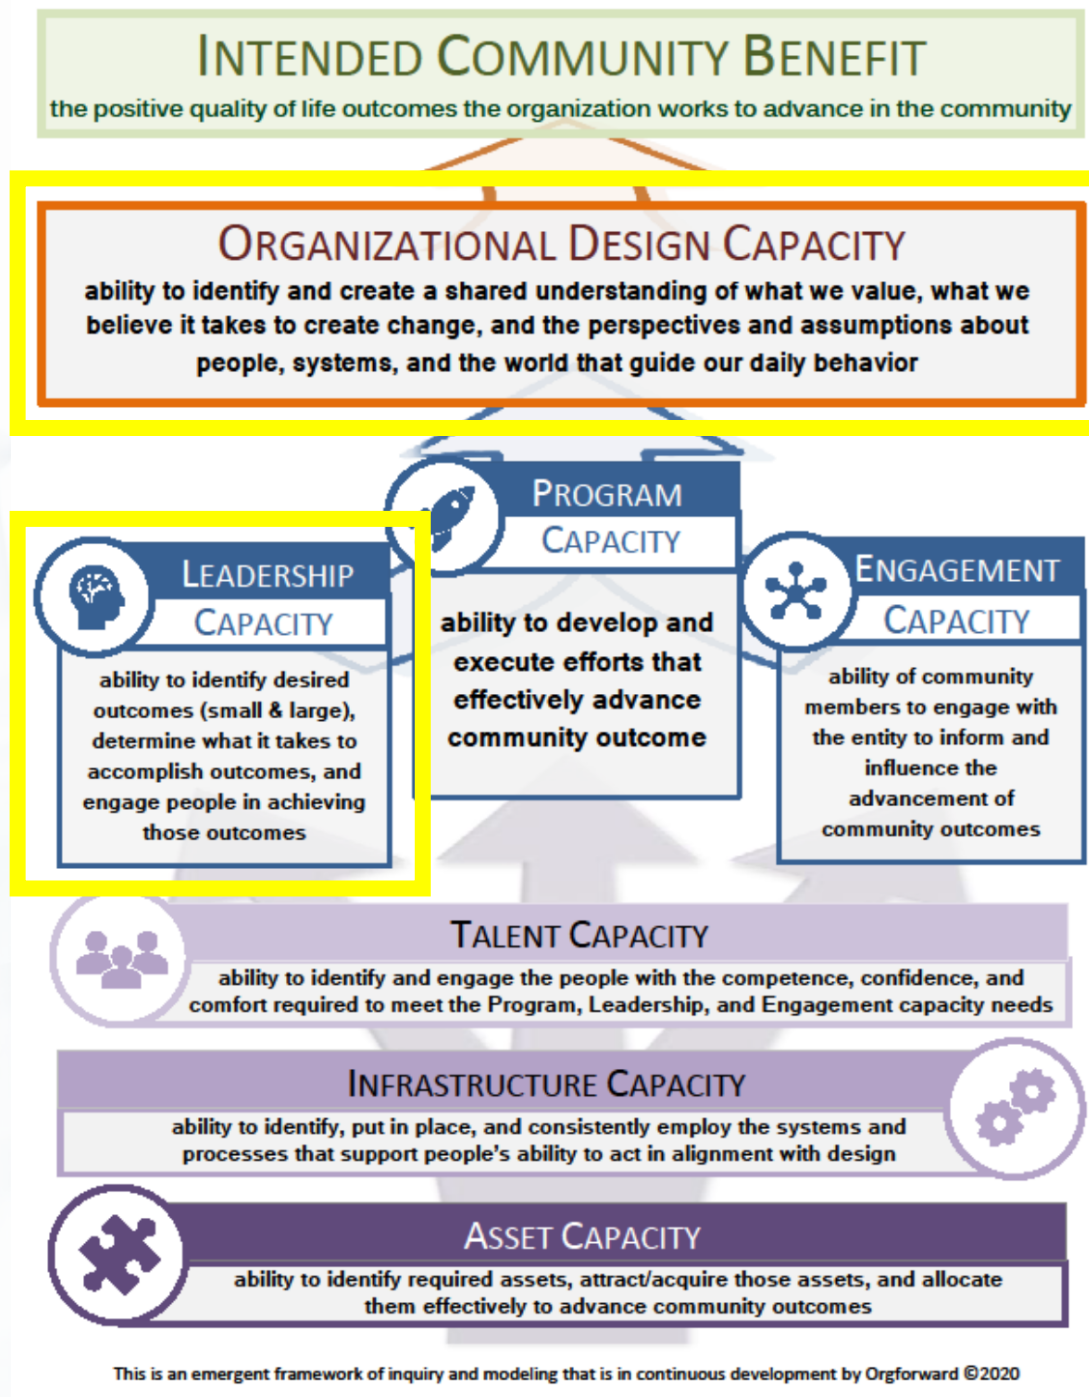 INTENDED COMMUNITY BENEFIT
the positive quality of life outcomes the organization works to advance in the community
ORGANIZATIONAL DESIGN CAPACITY
ability to identify and create a shared understanding of what we value, what we
believe it takes to create change, and the perspectives and assumptions about
people, systems, and the world that guide our daily behavior
LEADERSHIP
CAPACITY
ability to identify desired
outcomes (small & large),
determine what it takes to
accomplish outcomes, and
engage people in achieving
those outcomes
PROGRAM
CAPACITY
ability to develop and
execute efforts that
effectively advance
community outcome
ENGAGEMENT
CAPACITY
ability of community
members to engage with
the entity to inform and
influence the
advancement of
community outcomes
TALENT CAPACITY
ability to identify and engage the people with the competence, confidence, and
comfort required to meet the Program, Leadership, and Engagement capacity needs
INFRASTRUCTURE CAPACITY
ability to identify, put in place, and consistently employ the systems and
processes that support people's ability to act in alignment with design
ASSET CAPACITY
ability to identify required assets, attract/acquire those assets, and allocate
them effectively to advance community outcomes
This is an emergent framework of inquiry and modeling that is in continuous development by Orgforward ©2020